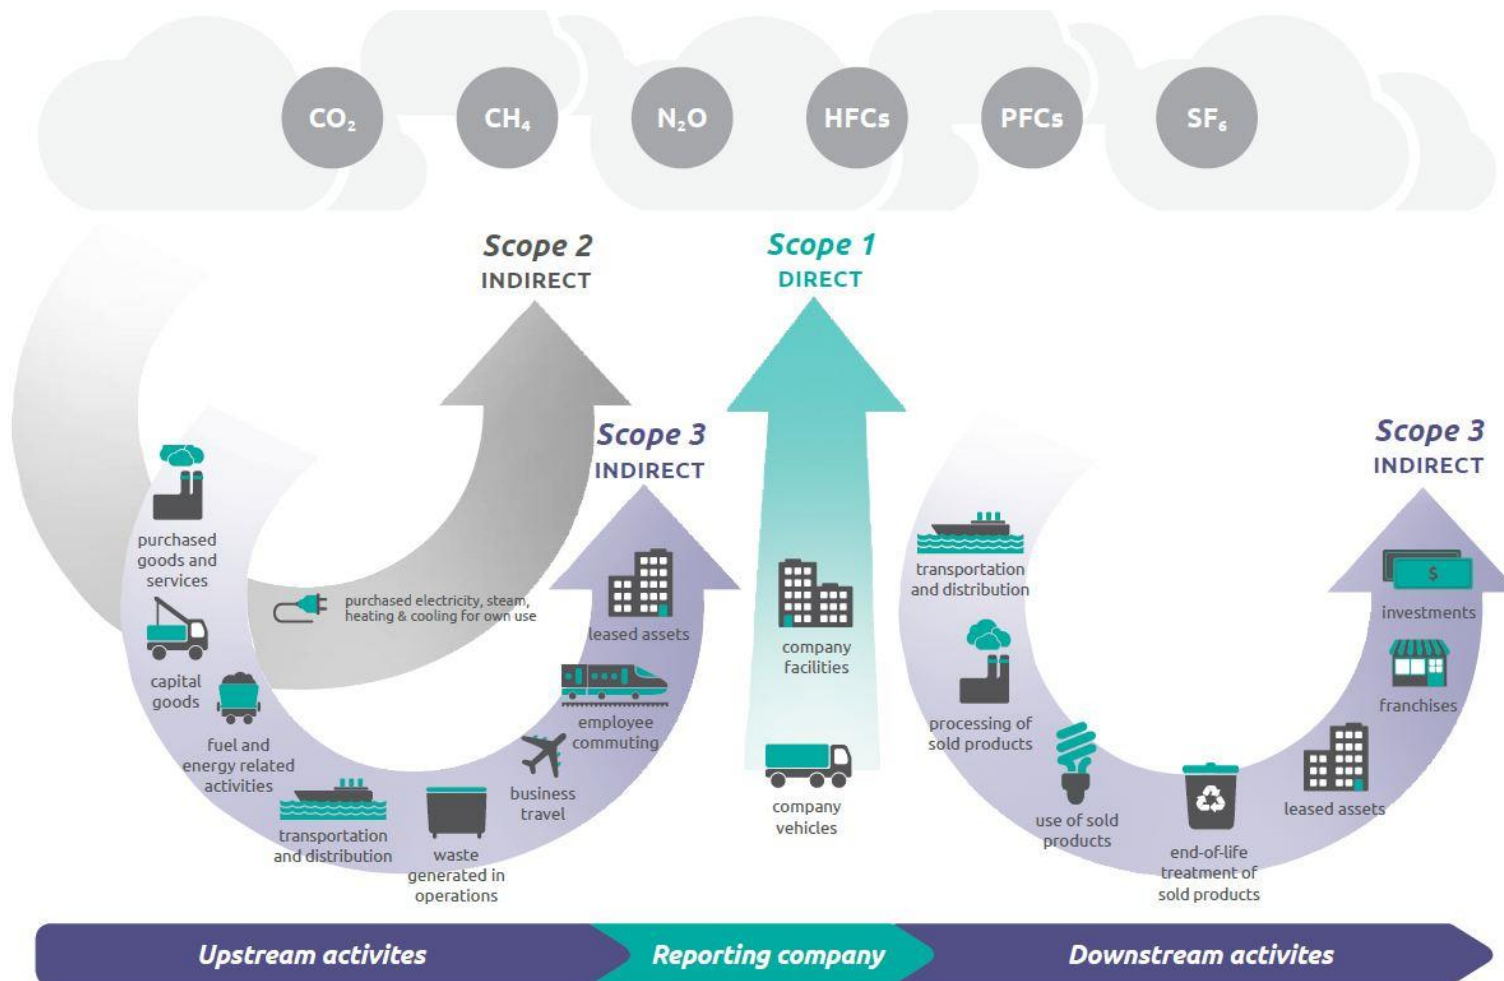 CO₂
CH₄
N₂O
HFCs
PFCs
SF₆
Scope 2
INDIRECT
Scope 1
DIRECT
Scope 3
INDIRECT
Scope 3
INDIRECT
purchased
goods and
services
capital
goods
fuel and
energy related
activities
transportation
and distribution
waste
generated in
operations
business
travel
employee
commuting
leased assets
purchased electricity, steam,
heating & cooling for own use
company
facilities
company
vehicles
transportation
and distribution
processing of
sold products
use of sold
products
end-of-life
treatment of
sold products
leased assets
franchises
$
investments
Upstream activites
Reporting company
Downstream activites